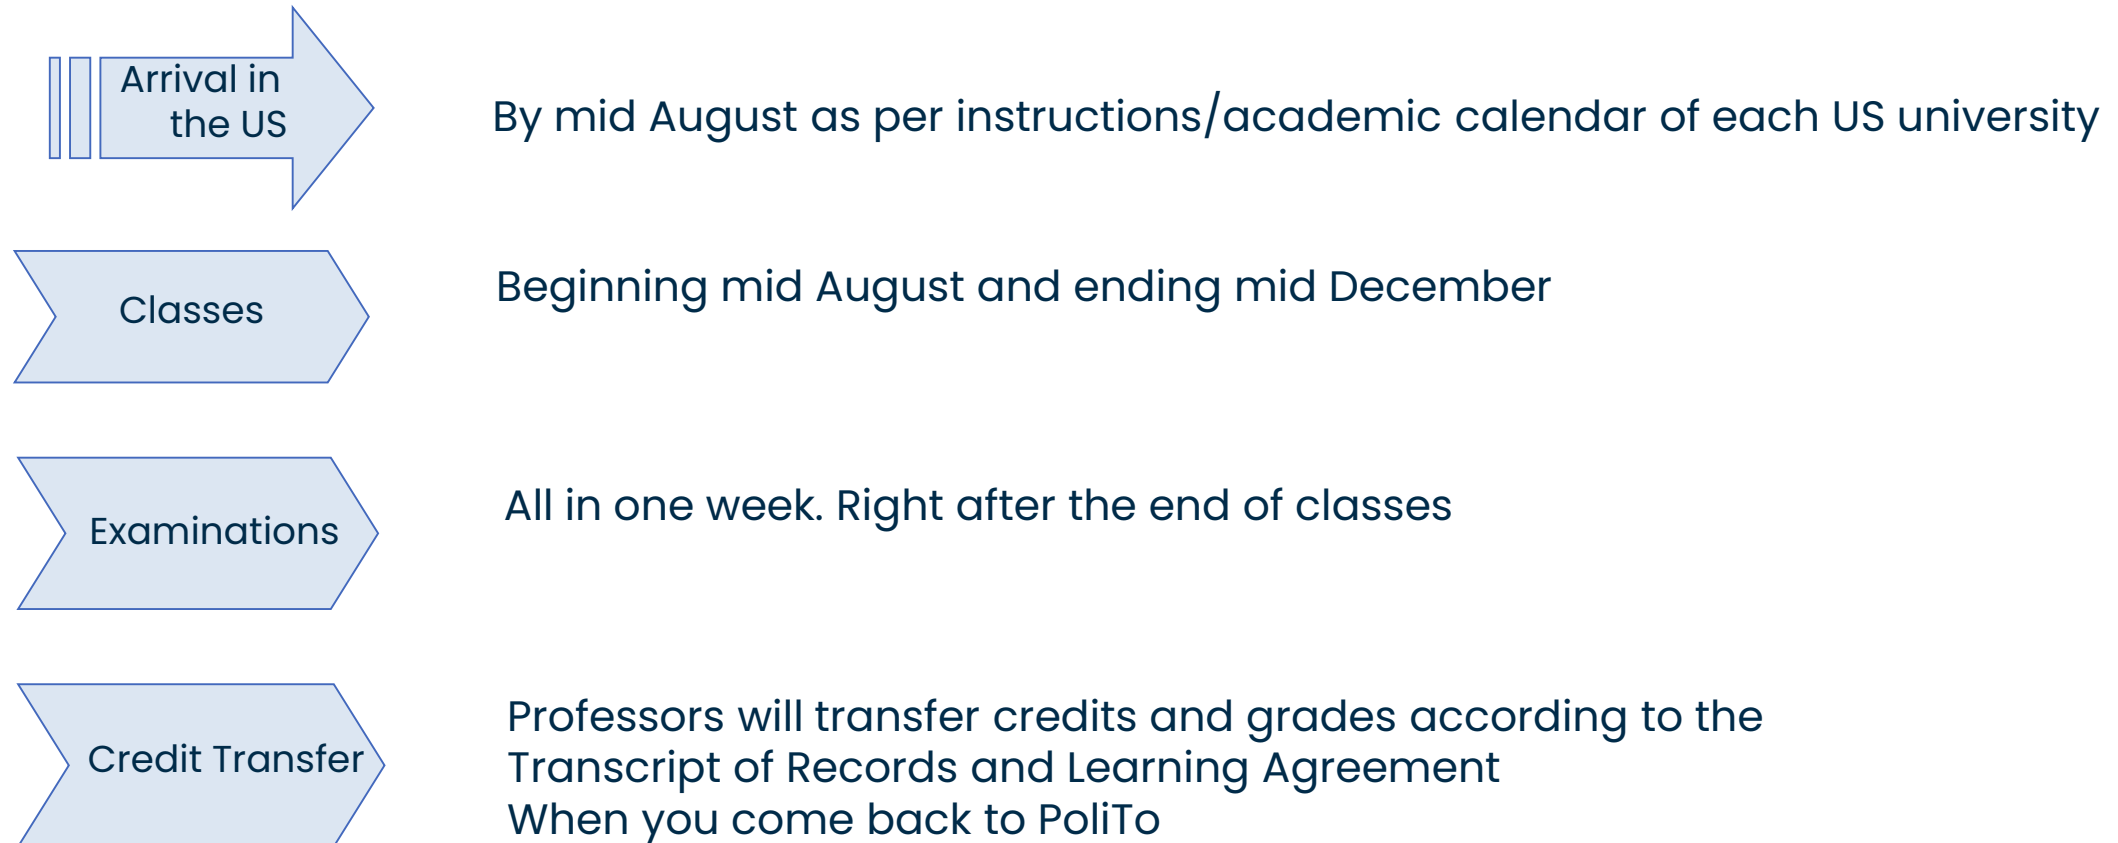 Arrival in
the US
By mid August as per instructions/academic calendar of each US university
Classes
Beginning mid August and ending mid December
Examinations
All in one week. Right after the end of classes
Credit Transfer
Professors will transfer credits and grades according to the
Transcript of Records and Learning Agreement
When you come back to PoliTo